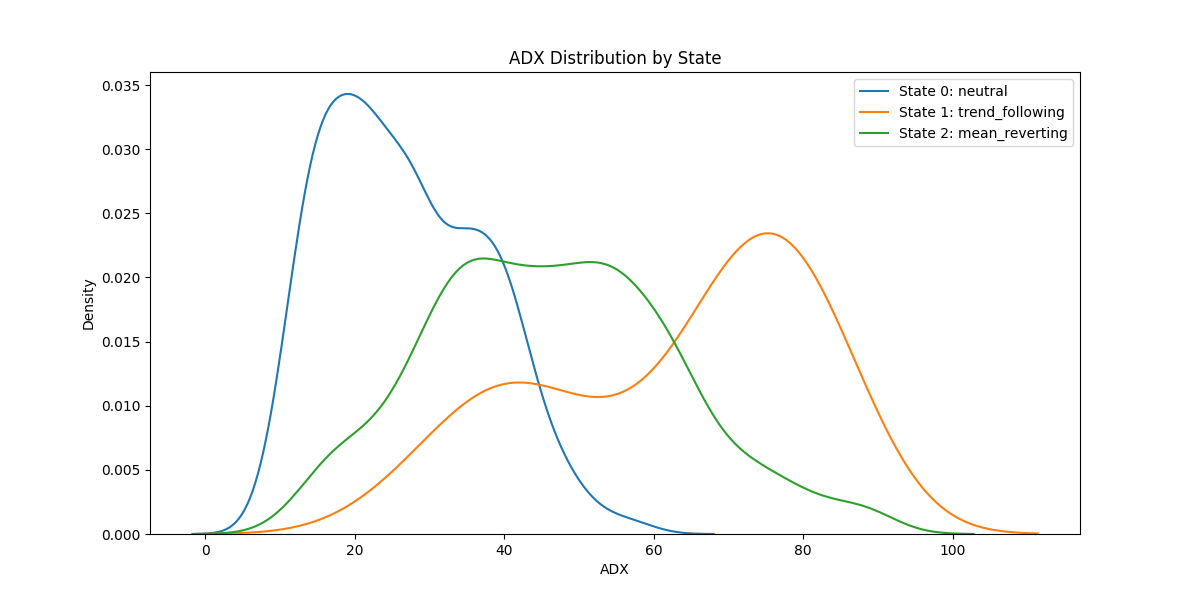 ADX Distribution by State
State 0: neutral
State 1: trend_following
State 2: mean_reverting
Density
0.035
0.030
0.025
0.020
0.015
0.010
0.005
0.000
0 20 40 60 80 100
ADX